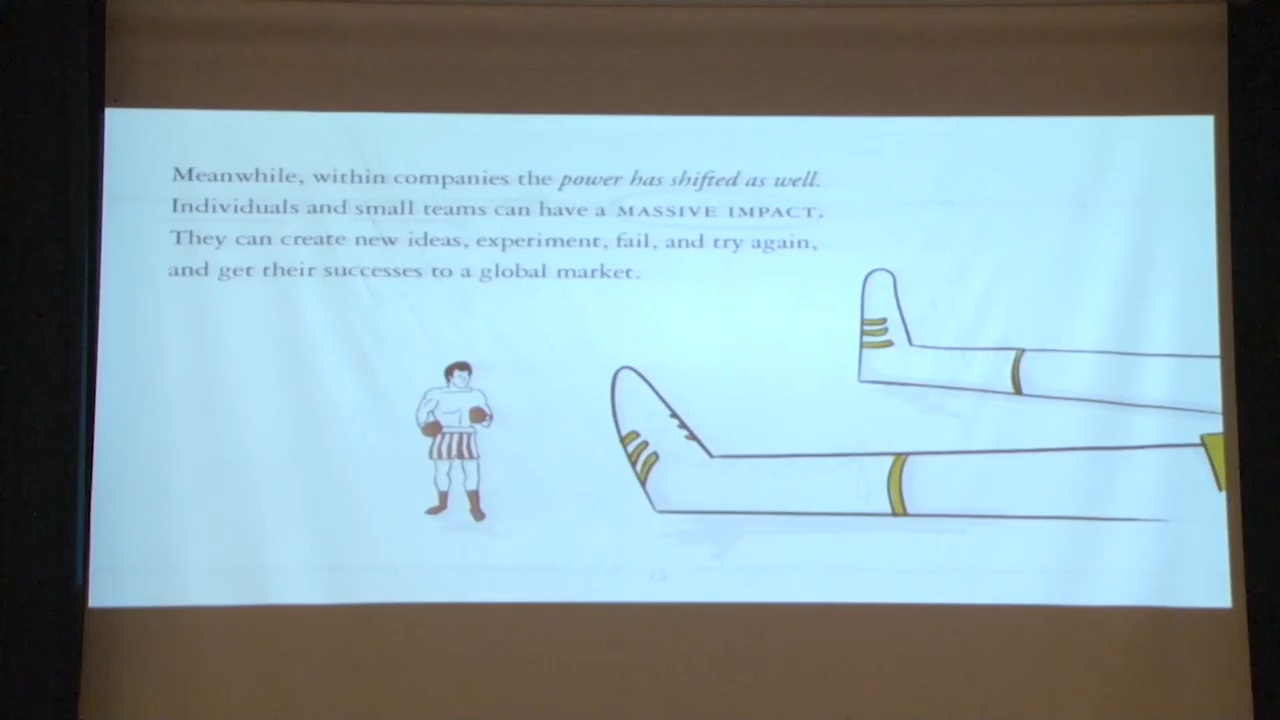 Meanwhile, within companies the power has shifted as well.
Individuals and small teams can have a MASSIVE IMPACT.
They can create new ideas, experiment, fail, and try again,
and get their successes to a global market.